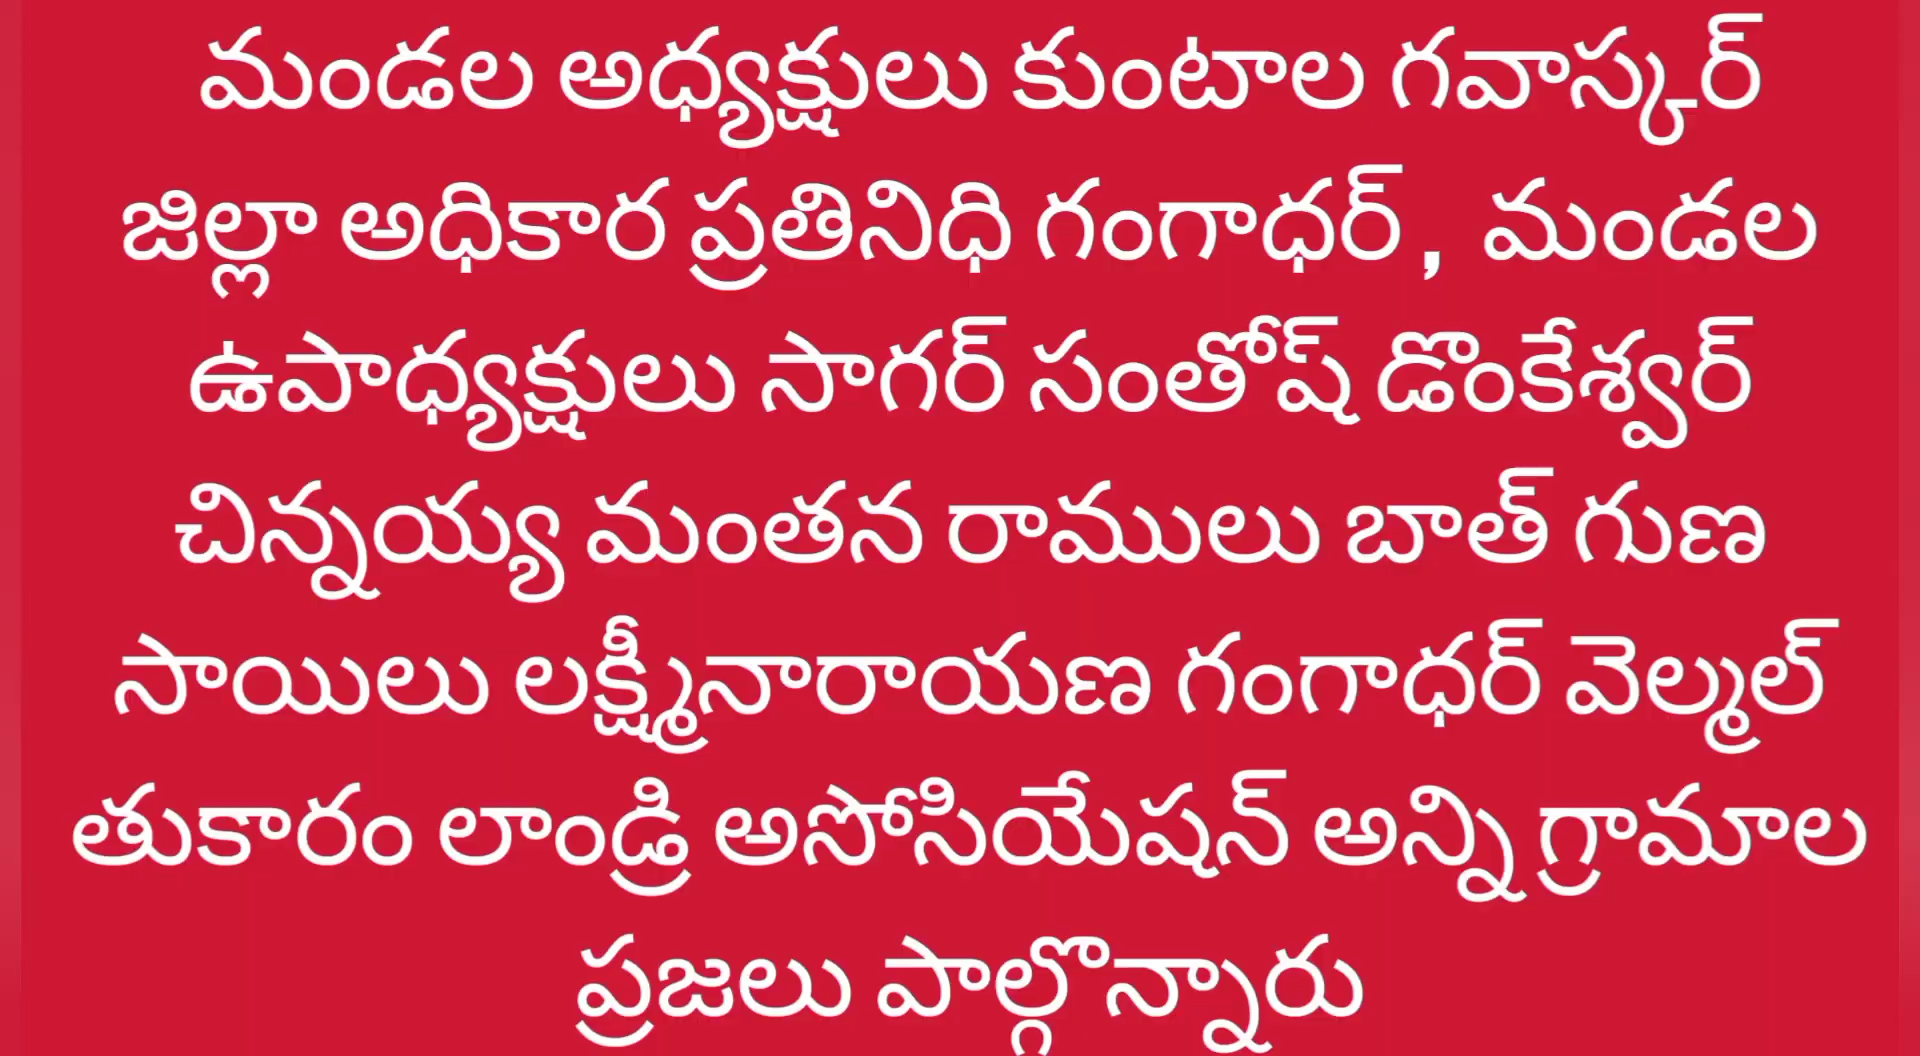 మండల అధ్యక్షులు కుంటాల గవాస్కర్
జిల్లా అధికార ప్రతినిధి గంగాధర్ , మండల
ఉపాధ్యక్షులు సాగర్ సంతోష్ డొంకేశ్వర్
చిన్నయ్య మంతన రాములు బాత్ గుణ
సాయిలు లక్ష్మీనారాయణ గంగాధర్ వెల్మల్
తుకారం లాండ్రి అసోసియేషన్ అన్ని గ్రామాల
ప్రజలు పాల్గొన్నారు